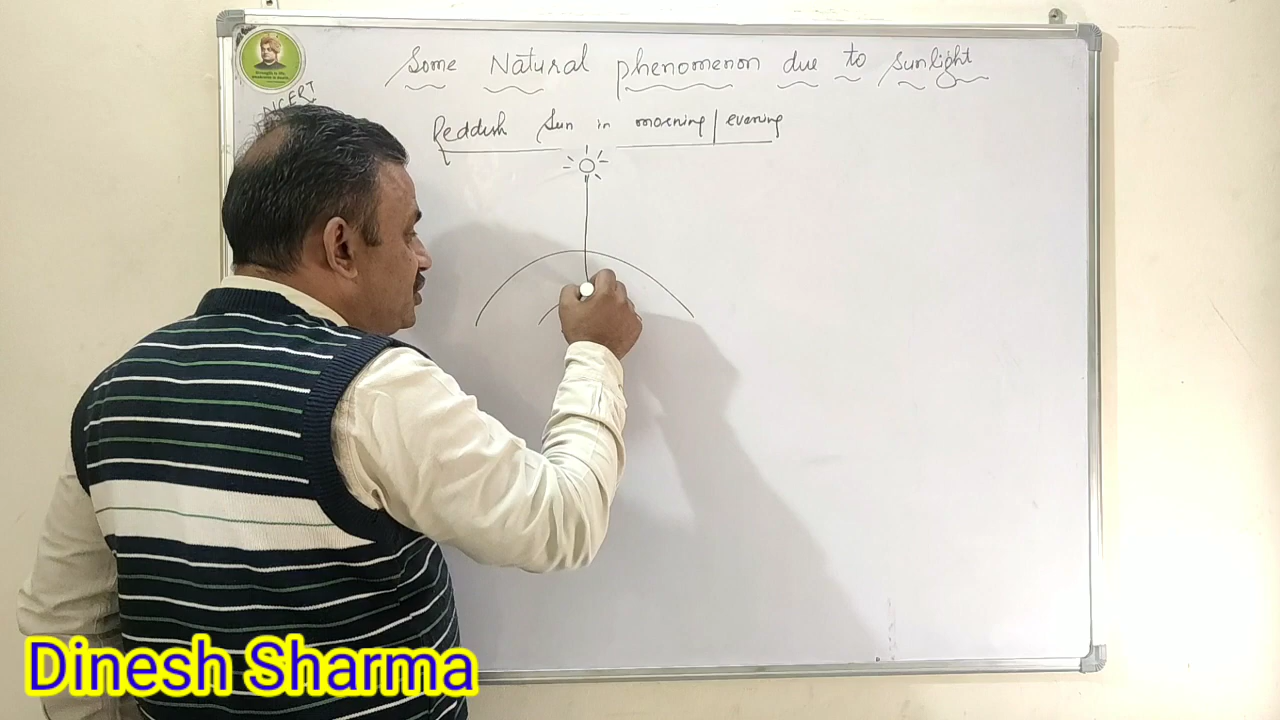 Some Natural phenomenon due to Sunlight
NCERT
Reddish Sun in morning/evening
Dinesh Sharma